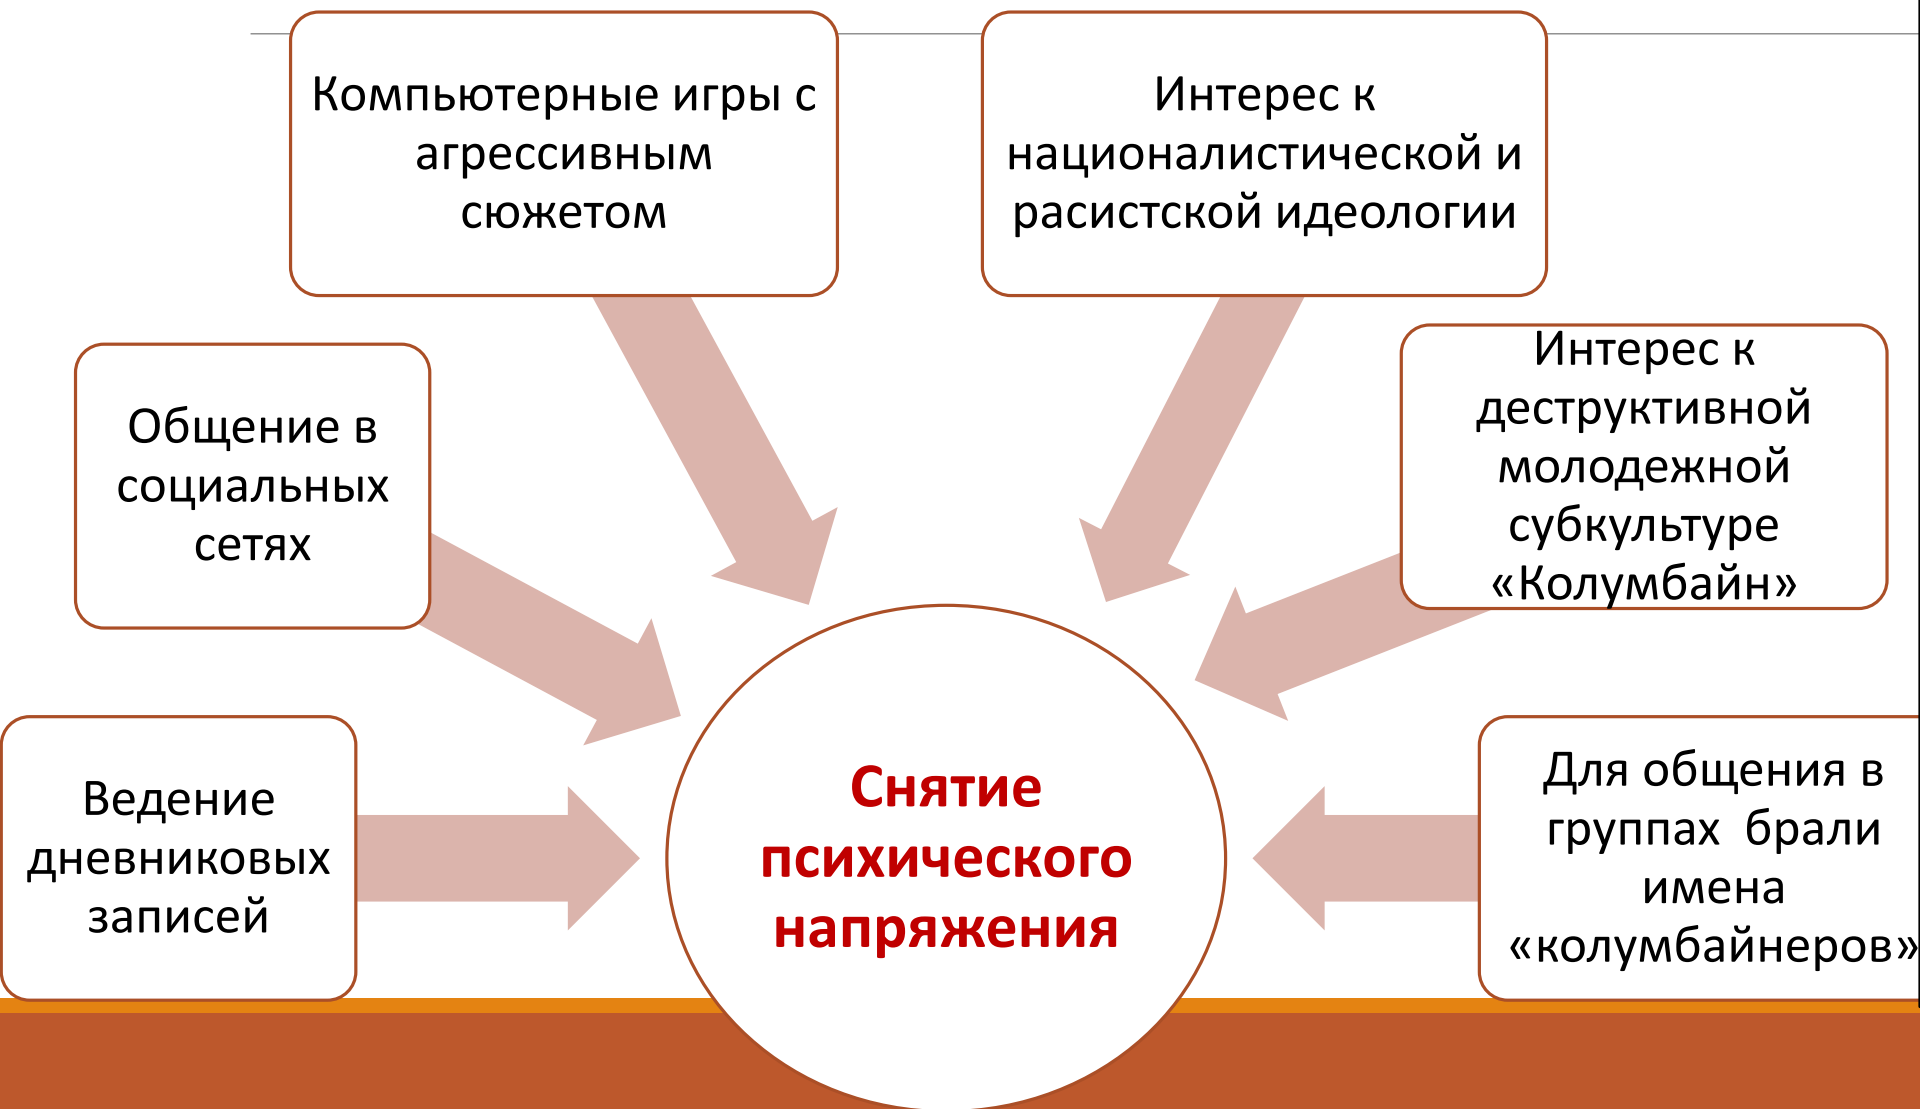 Компьютерные игры с
агрессивным
сюжетом
Интерес к
националистической и
расистской идеологии
Общение в
социальных
сетях
Интерес к
деструктивной
молодежной
субкультуре
«Колумбайн»
Ведение
дневниковых
записей
Снятие
психического
напряжения
Для общения в
группах  брали
имена
«колумбайнеров»